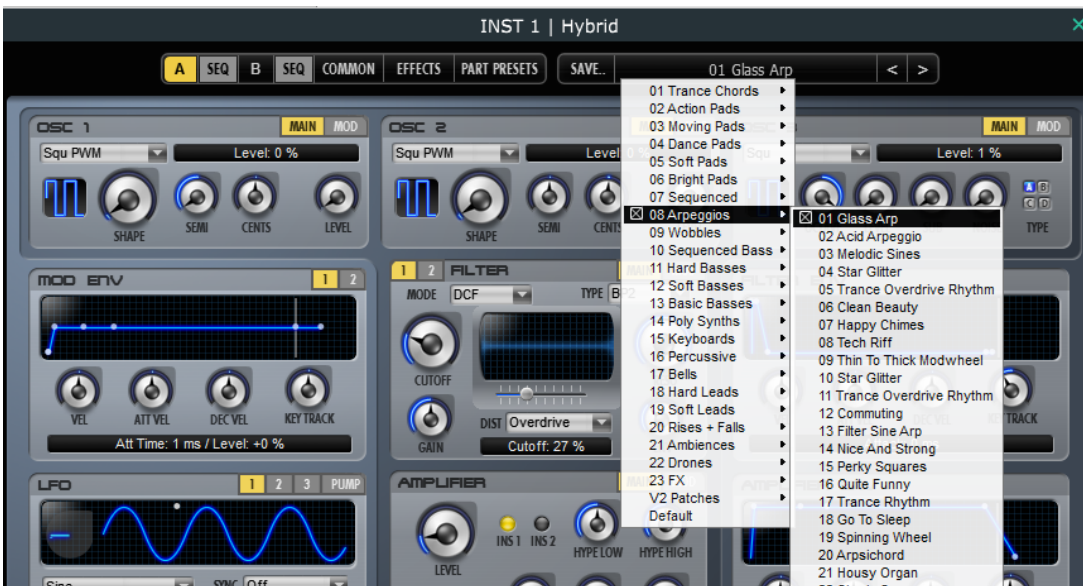 INST 1 | Hybrid
A SEQ B SEQ COMMON EFFECTS PART PRESETS SAVE.. 01 Glass Arp < >
OSC 1 MAIN MOD
Squ PWM Level: 0 %
SHAPE SEMI CENTS LEVEL
OSC 2
Squ PWM Level
SHAPE SEMI CENT
MAIN MOD
Squ Level: 1 %
A B
C D
TYPE
MOD ENV 1 2
VEL ATT VEL DEC VEL KEY TRACK
Att Time: 1 ms / Level: +0 %
1 2 FILTER
MODE DCF TYPE BP2
CUTOFF
GAIN
DIST Overdrive
Cutoff: 27 %
TRACK
LFO 1 2 3 PUMP
Sine SYNC Off
AMPLIFIER
INS 1 INS 2
LEVEL HYPE LOW HYPE HIGH
01 Trance Chords
02 Action Pads
03 Moving Pads
04 Dance Pads
05 Soft Pads
06 Bright Pads
07 Sequenced
08 Arpeggios
09 Wobbles
10 Sequenced Bass
11 Hard Basses
12 Soft Basses
13 Basic Basses
14 Poly Synths
15 Keyboards
16 Percussive
17 Bells
18 Hard Leads
19 Soft Leads
20 Rises + Falls
21 Ambiences
22 Drones
23 FX
V2 Patches
Default
01 Glass Arp
02 Acid Arpeggio
03 Melodic Sines
04 Star Glitter
05 Trance Overdrive Rhythm
06 Clean Beauty
07 Happy Chimes
08 Tech Riff
09 Thin To Thick Modwheel
10 Star Glitter
11 Trance Overdrive Rhythm
12 Commuting
13 Filter Sine Arp
14 Nice And Strong
15 Perky Squares
16 Quite Funny
17 Trance Rhythm
18 Go To Sleep
19 Spinning Wheel
20 Arpsichord
21 Housy Organ